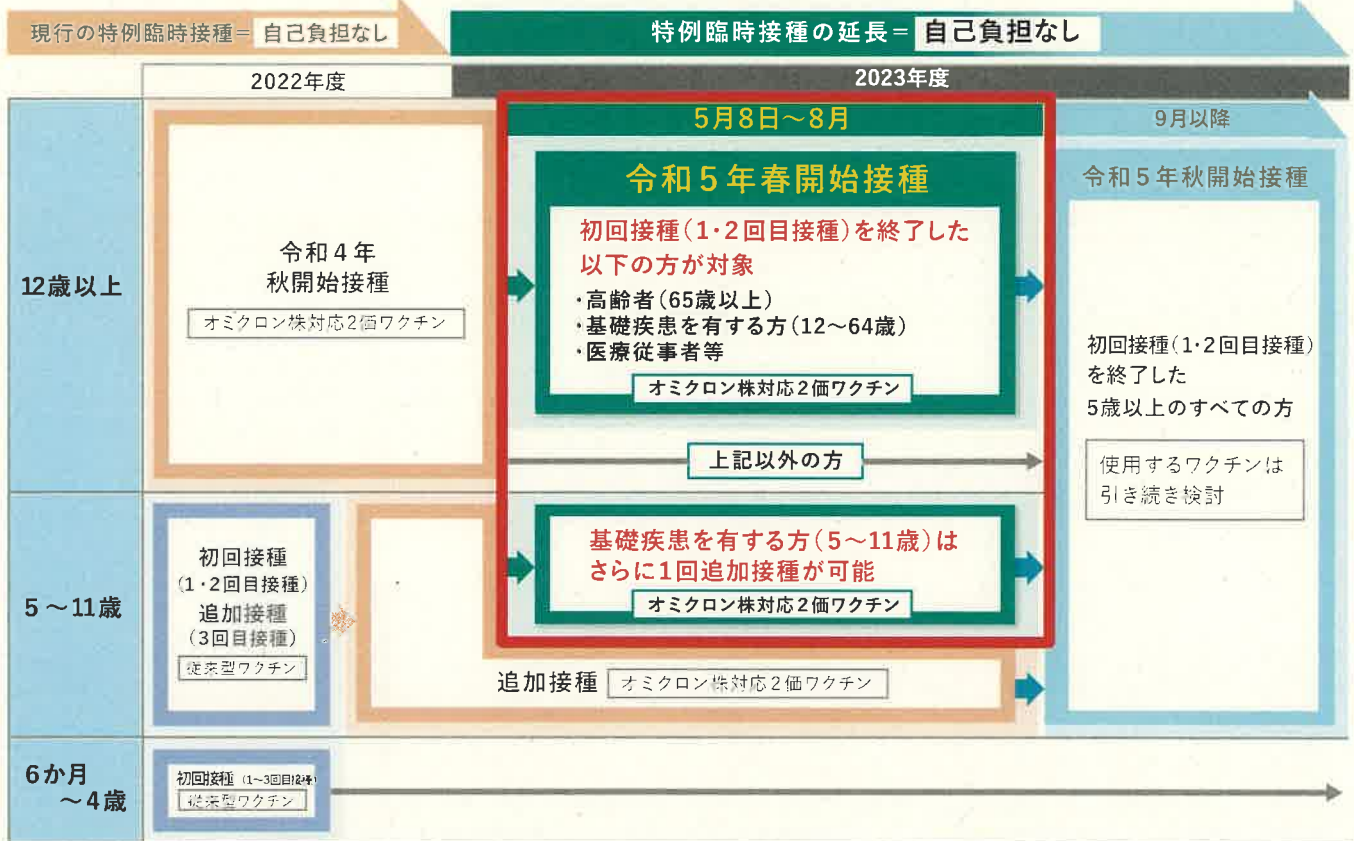 現行の特例臨時接種= 自己負担なし
特例臨時接種の延長= 自己負担なし
2022年度
2023年度
5月8日～8月
9月以降
12歳以上
令和4年
秋開始接種
オミクロン株対応2価ワクチン
令和5年春開始接種
初回接種(1・2回目接種)を終了した
以下の方が対象
・高齢者(65歳以上)
・基礎疾患を有する方(12～64歳)
・医療従事者等
オミクロン株対応2価ワクチン
上記以外の方
令和5年秋開始接種
初回接種(1・2回目接種)
を終了した
5歳以上のすべての方
使用するワクチンは
引き続き検討
5～11歳
初回接種
(1・2回目接種)
追加接種
(3回目接種)
従来型ワクチン
基礎疾患を有する方(5～11歳)は
さらに1回追加接種が可能
オミクロン株対応2価ワクチン
追加接種 オミクロン株対応2価ワクチン
6か月
～4歳
初回接種 (1～3回目接種)
従来型ワクチン